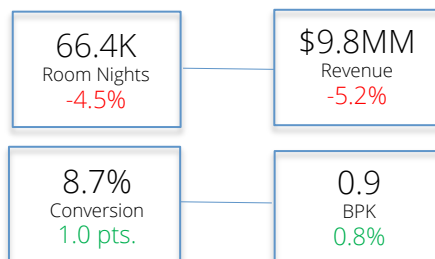 66.4K
Room Nights
-4.5%
$9.8MM
Revenue
-5.2%
8.7%
Conversion
1.0 pts.
0.9
BPK
0.8%